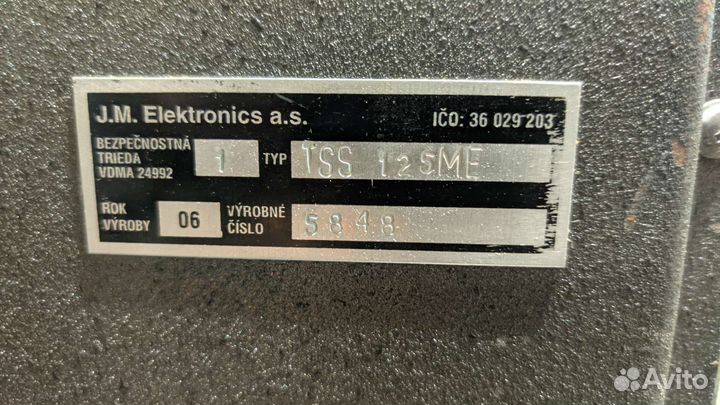 J.M. Elektronics a.s. IČO: 36 029 203
BEZPEČNOSTNÁ
TRIEDA 1 TYP TSS 125ME
VDMA 24992
ROK 06 VÝROBNÉ 5848
VÝROBY ČÍSLO
Avito